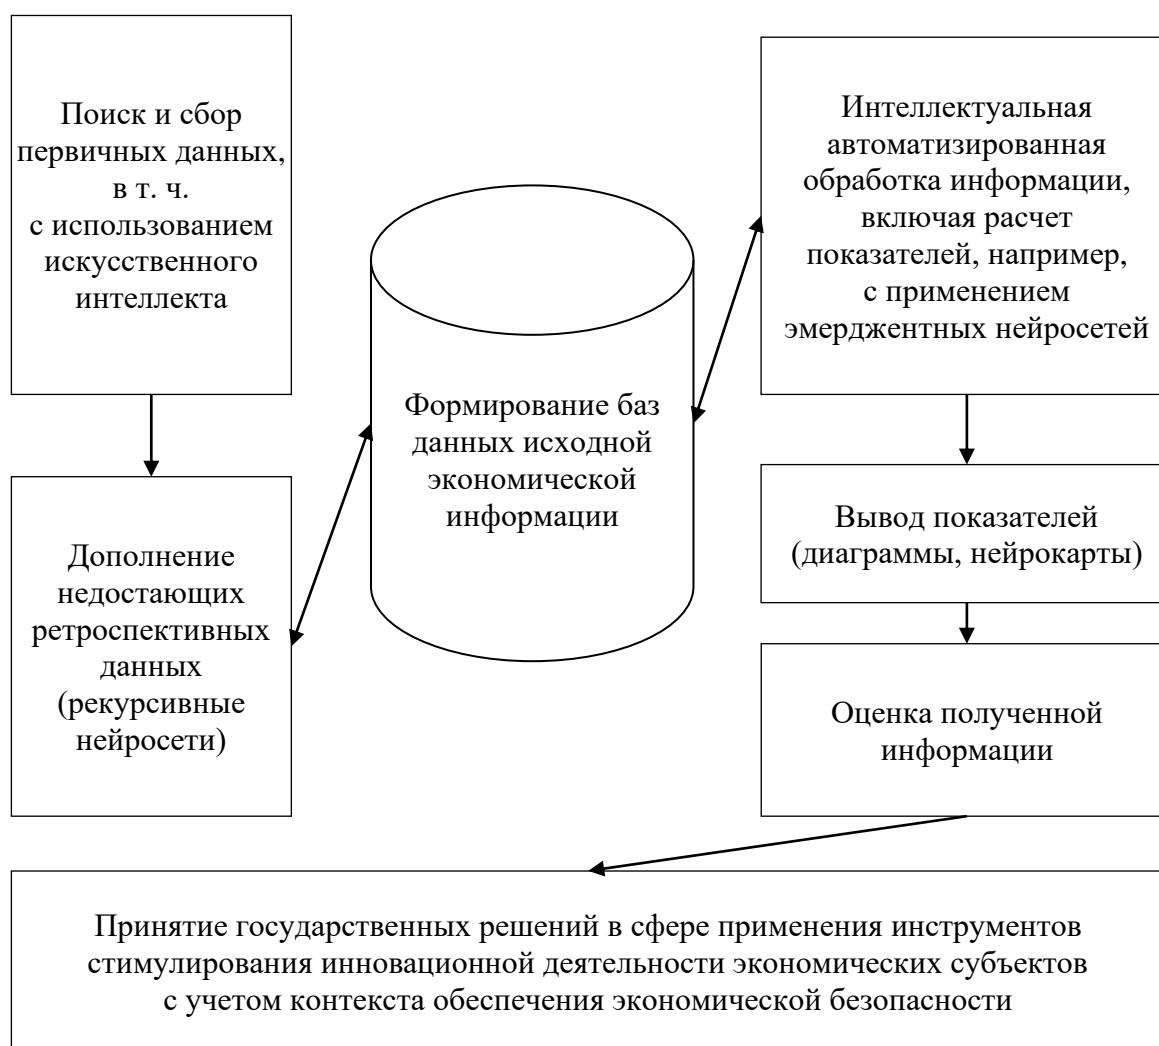 Поиск и сбор
первичных данных,
в т. ч.
с использованием
искусственного
интеллекта
Дополнение
недостающих
ретроспективных
данных
(рекурсивные
нейросети)
Формирование баз
данных исходной
экономической
информации
Интеллектуальная
автоматизированная
обработка информации,
включая расчет
показателей, например,
с применением
эмерджентных нейросетей
Вывод показателей
(диаграммы, нейрокарты)
Оценка полученной
информации
Принятие государственных решений в сфере применения инструментов
стимулирования инновационной деятельности экономических субъектов
с учетом контекста обеспечения экономической безопасности